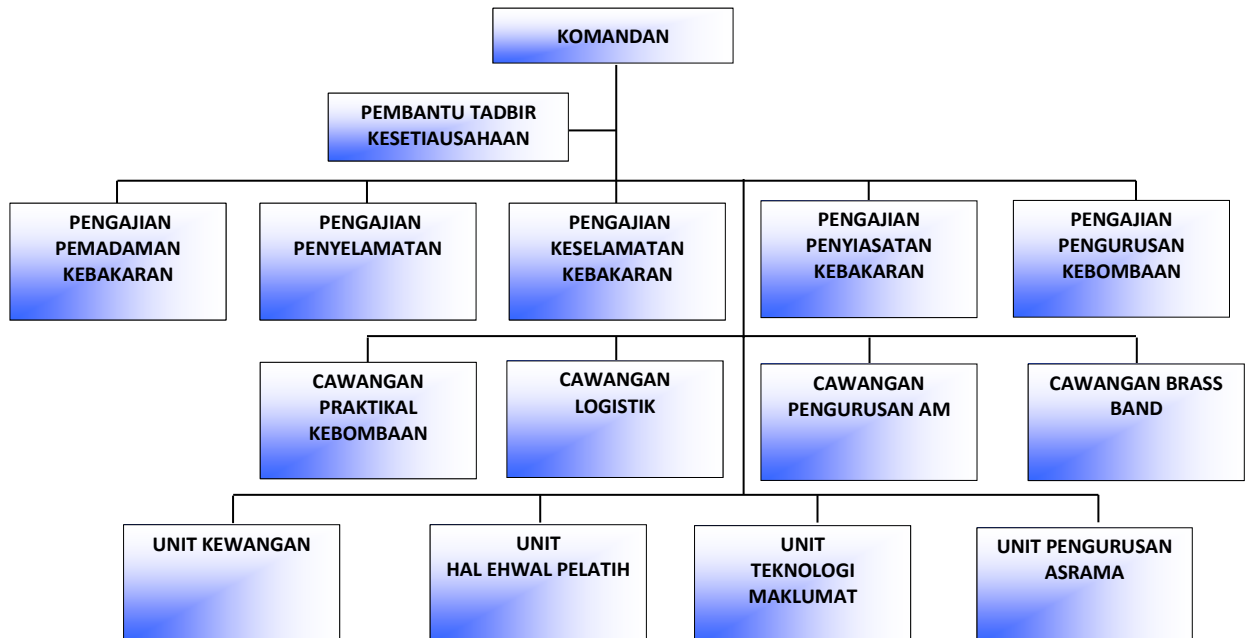 KOMANDAN
PEMBANTU TADBIR
KESETIAUSAHAAN
PENGAJIAN
PEMADAMAN
KEBAKARAN
PENGAJIAN
PENYELAMATAN
PENGAJIAN
KESELAMATAN
KEBAKARAN
PENGAJIAN
PENYIASATAN
KEBAKARAN
PENGAJIAN
PENGURUSAN
KEBOMBAAN
CAWANGAN
PRAKTIKAL
KEBOMBAAN
CAWANGAN
LOGISTIK
CAWANGAN
PENGURUSAN AM
CAWANGAN BRASS
BAND
UNIT KEWANGAN
UNIT
HAL EHWAL PELATIH
UNIT
TEKNOLOGI
MAKLUMAT
UNIT PENGURUSAN
ASRAMA